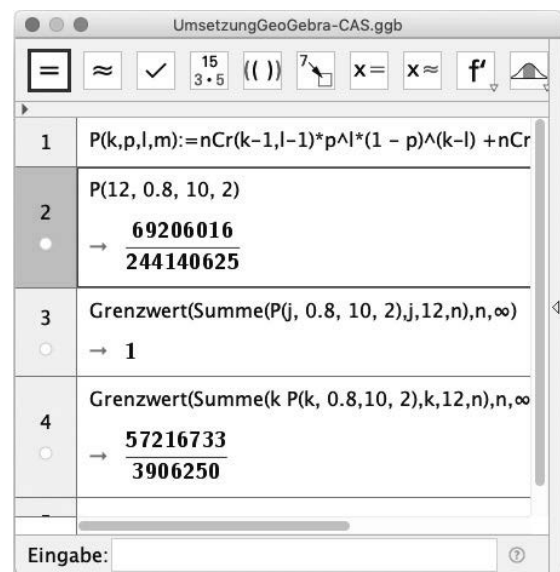 UmsetzungGeoGebra-CAS.ggb
= ≈ ✓ 15 3·5 (( )) 7 x= x≈ f'
1 P(k,p,l,m):=nCr(k-1,l-1)*p^l*(1 - p)^(k-l) +nCr
P(12, 0.8, 10, 2)
2
→ 69206016
244140625
3 Grenzwert(Summe(P(j, 0.8, 10, 2),j,12,n),n,∞)
→ 1
Grenzwert(Summe(k P(k, 0.8,10, 2),k,12,n),n,∞
4
→ 57216733
3906250
Eingabe: